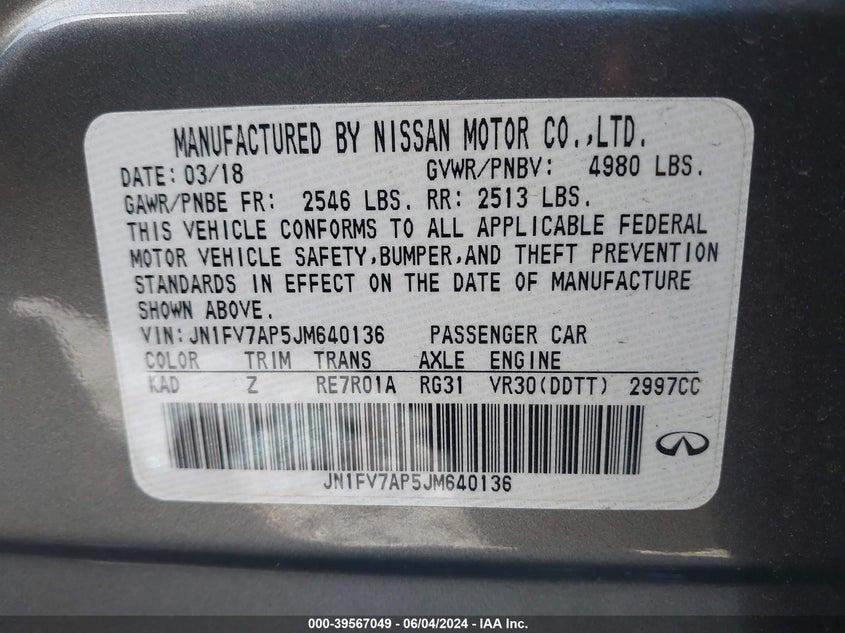 MANUFACTURED BY NISSAN MOTOR CO.,LTD.
DATE: 03/18 GVWR/PNBV: 4980 LBS.
GAWR/PNBE FR: 2546 LBS. RR: 2513 LBS.
THIS VEHICLE CONFORMS TO ALL APPLICABLE FEDERAL
MOTOR VEHICLE SAFETY,BUMPER,AND THEFT PREVENTION
STANDARDS IN EFFECT ON THE DATE OF MANUFACTURE
SHOWN ABOVE.
VIN:JN1FV7AP5JM640136 PASSENGER CAR
COLOR TRIM TRANS AXLE ENGINE
KAD Z RE7R01A RG31 VR30(DDTT) 2997CC
JN1FV7AP5JM640136
000-39567049 - 06/04/2024 - IAA Inc.